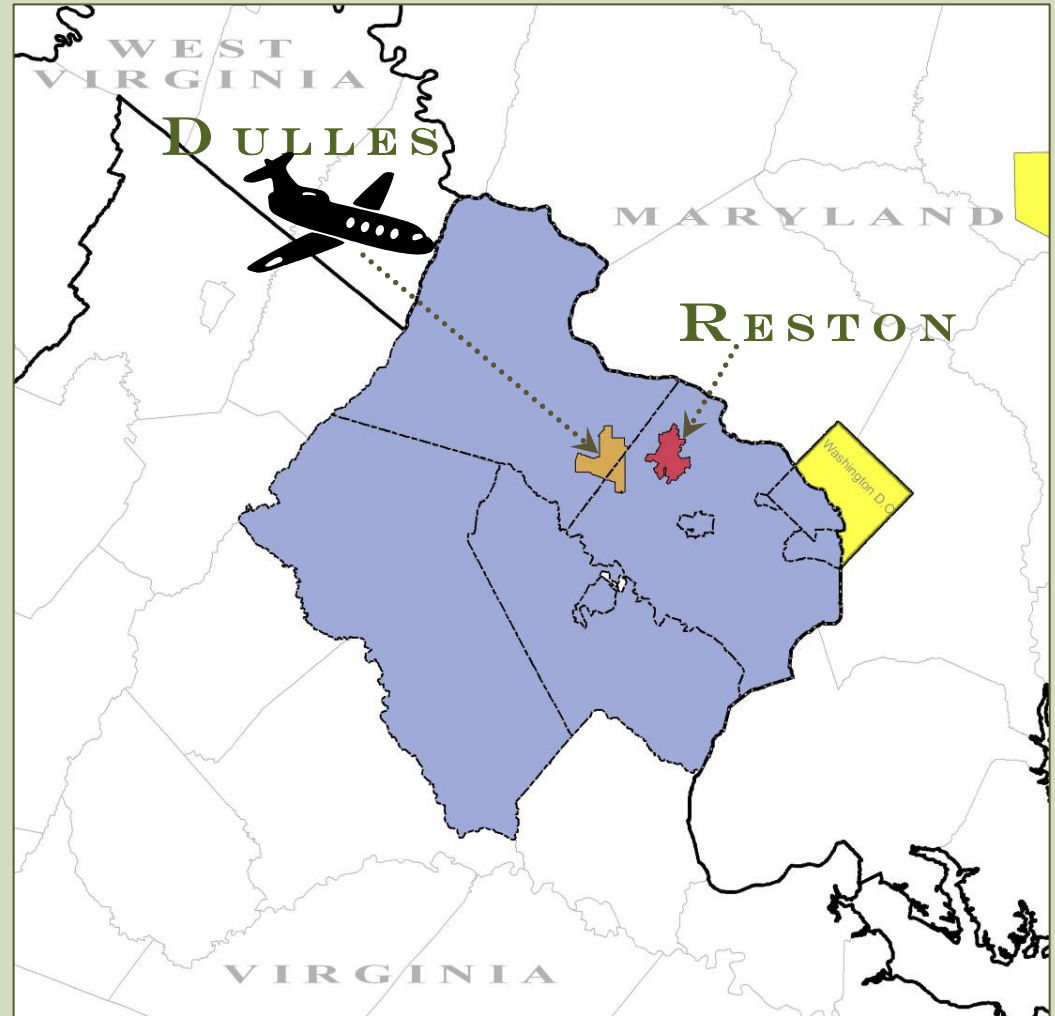 WEST
VIRGINIA
DULLES
MARYLAND
RESTON
Washington D.C
VIRGINIA